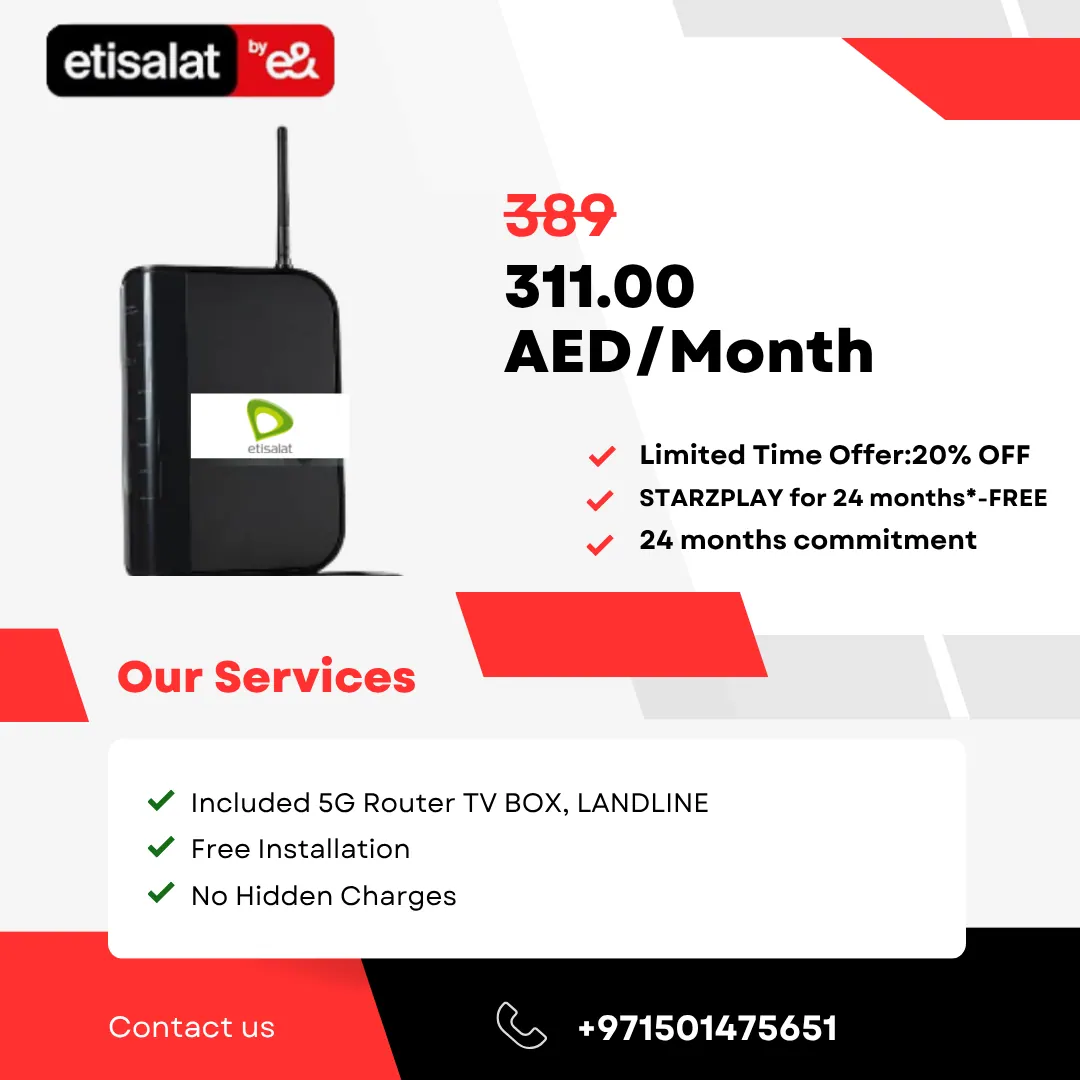 etisalat by e&
389
311.00
AED/Month
etisalat
Limited Time Offer:20% OFF
STARZPLAY for 24 months*-FREE
24 months commitment
Our Services
Included 5G Router TV BOX, LANDLINE
Free Installation
No Hidden Charges
Contact us
+971501475651